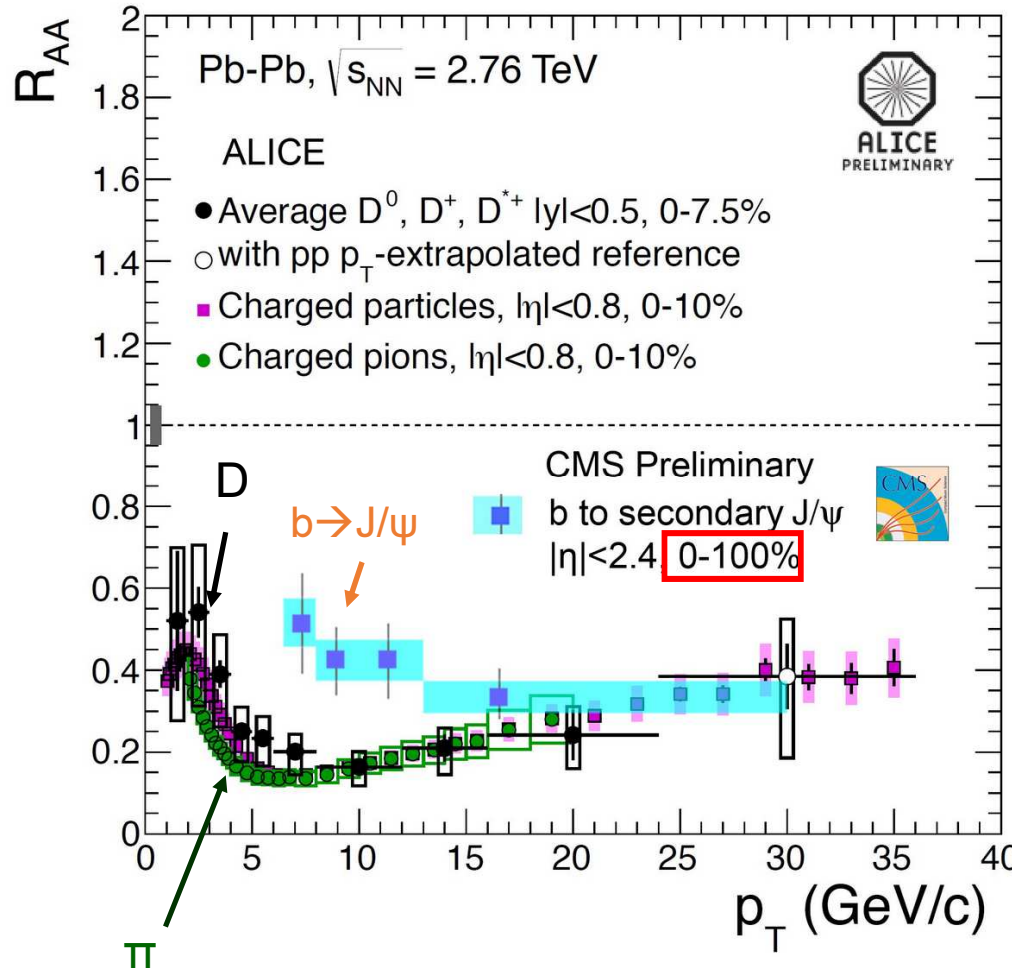 R_AA
2
1.8
1.6
1.4
1.2
1
0.8
0.6
0.4
0.2
0
Pb-Pb, √s_NN = 2.76 TeV
ALICE
PRELIMINARY
ALICE
Average D⁰, D⁺, D*⁺ |y|<0.5, 0-7.5%
with pp p_T-extrapolated reference
Charged particles, |η|<0.8, 0-10%
Charged pions, |η|<0.8, 0-10%
CMS Preliminary
b to secondary J/ψ
|η|<2.4, 0-100%
CMS
D
b→J/ψ
0 5 10 15 20 25 30 35 40
p_T (GeV/c)
π